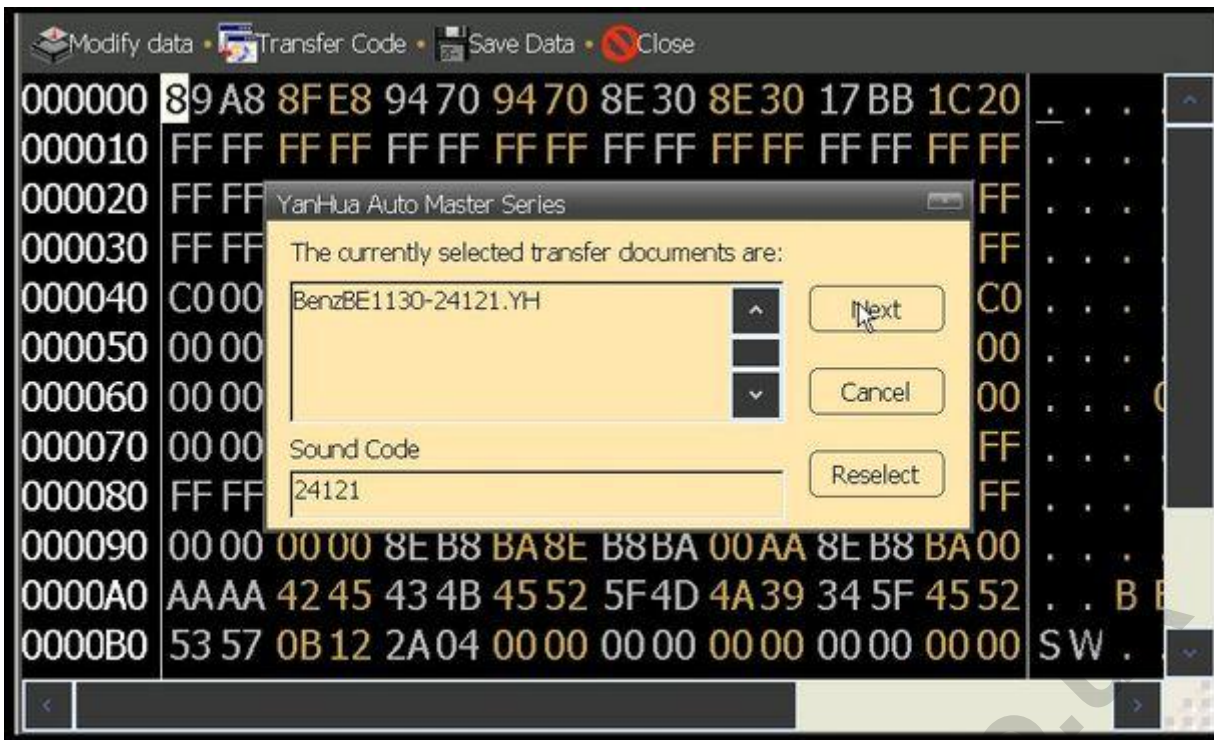 Modify data • Transfer Code • Save Data • Close
000000 89 A8 8F E8 94 70 94 70 8E 30 8E 30 17 BB 1C 20 _ . . .
000010 FF FF FF FF FF FF FF FF FF FF FF FF FF FF FF FF . . . .
000020 FF FF FF . . . .
000030 FF FF FF . . . .
000040 C0 00 C0 . . . .
000050 00 00 00 . . . .
000060 00 00 00 . . .
000070 00 00 FF . . . .
000080 FF FF FF . . . .
000090 00 00 00 00 8E B8 BA 8E B8 BA 00 AA 8E B8 BA 00 . . . .
0000A0 AA AA 42 45 43 4B 45 52 5F 4D 4A 39 34 5F 45 52 . . B E
0000B0 53 57 0B 12 2A 04 00 00 00 00 00 00 00 00 00 00 S W . .
YanHua Auto Master Series
The currently selected transfer documents are:
BenzBE1130-24121.YH
Next
Cancel
Sound Code
24121
Reselect